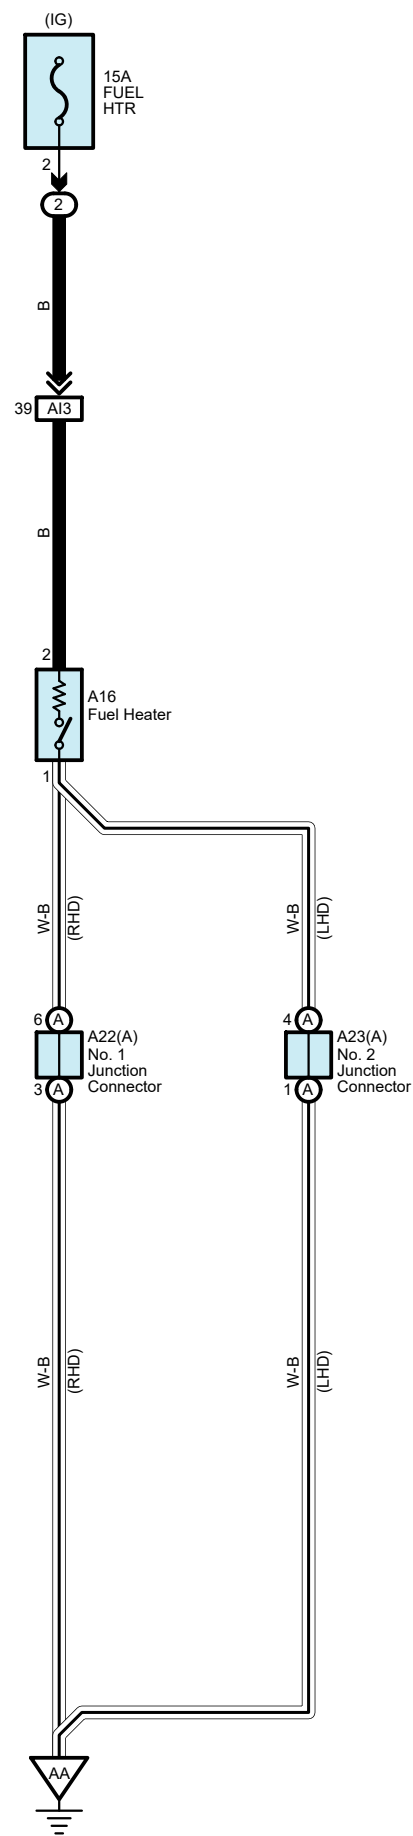 (IG)
15A
FUEL
HTR
2
2
B
39 AI3
B
2
A16
Fuel Heater
1
W-B (RHD)
W-B (LHD)
6 A
A22(A)
No. 1
Junction
Connector
3 A
4 A
A23(A)
No. 2
Junction
Connector
1 A
W-B (RHD)
W-B (LHD)
AA